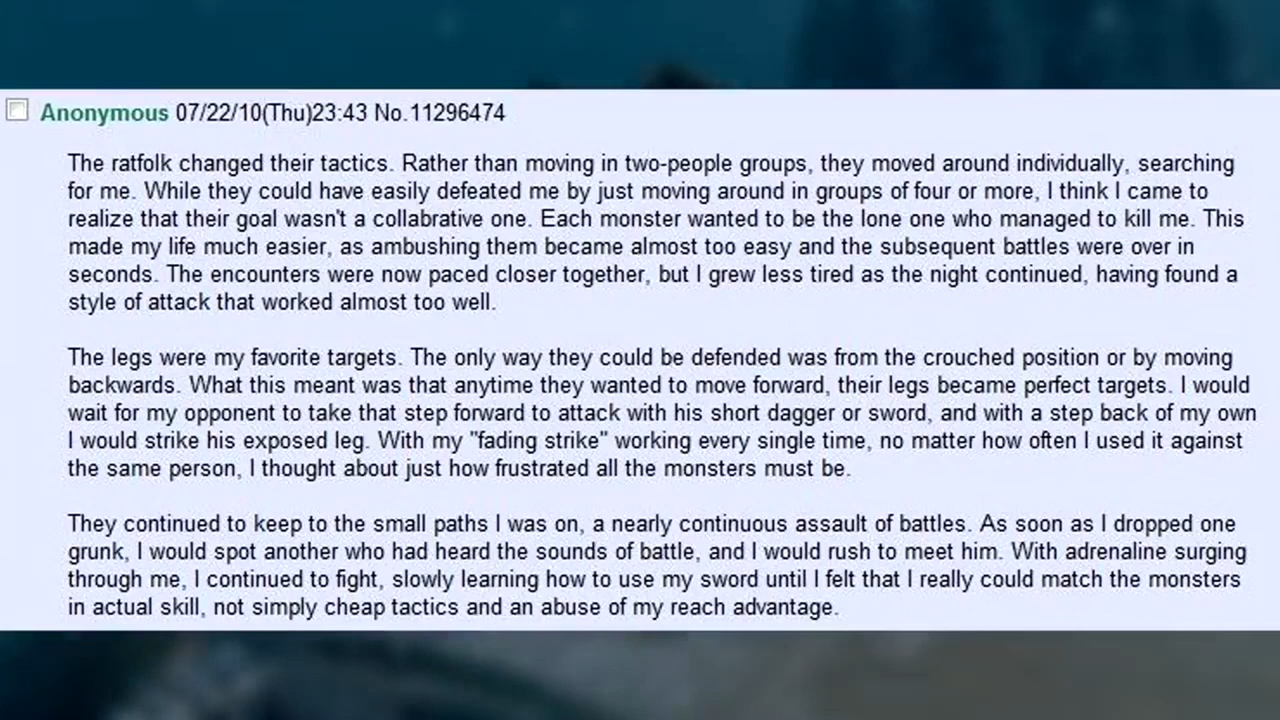 Anonymous 07/22/10(Thu)23:43 No.11296474
The ratfolk changed their tactics. Rather than moving in two-people groups, they moved around individually, searching
for me. While they could have easily defeated me by just moving around in groups of four or more, I think I came to
realize that their goal wasn't a collabrative one. Each monster wanted to be the lone one who managed to kill me. This
made my life much easier, as ambushing them became almost too easy and the subsequent battles were over in
seconds. The encounters were now paced closer together, but I grew less tired as the night continued, having found a
style of attack that worked almost too well.
The legs were my favorite targets. The only way they could be defended was from the crouched position or by moving
backwards. What this meant was that anytime they wanted to move forward, their legs became perfect targets. I would
wait for my opponent to take that step forward to attack with his short dagger or sword, and with a step back of my own
I would strike his exposed leg. With my "fading strike" working every single time, no matter how often I used it against
the same person, I thought about just how frustrated all the monsters must be.
They continued to keep to the small paths I was on, a nearly continuous assault of battles. As soon as I dropped one
grunk, I would spot another who had heard the sounds of battle, and I would rush to meet him. With adrenaline surging
through me, I continued to fight, slowly learning how to use my sword until I felt that I really could match the monsters
in actual skill, not simply cheap tactics and an abuse of my reach advantage.